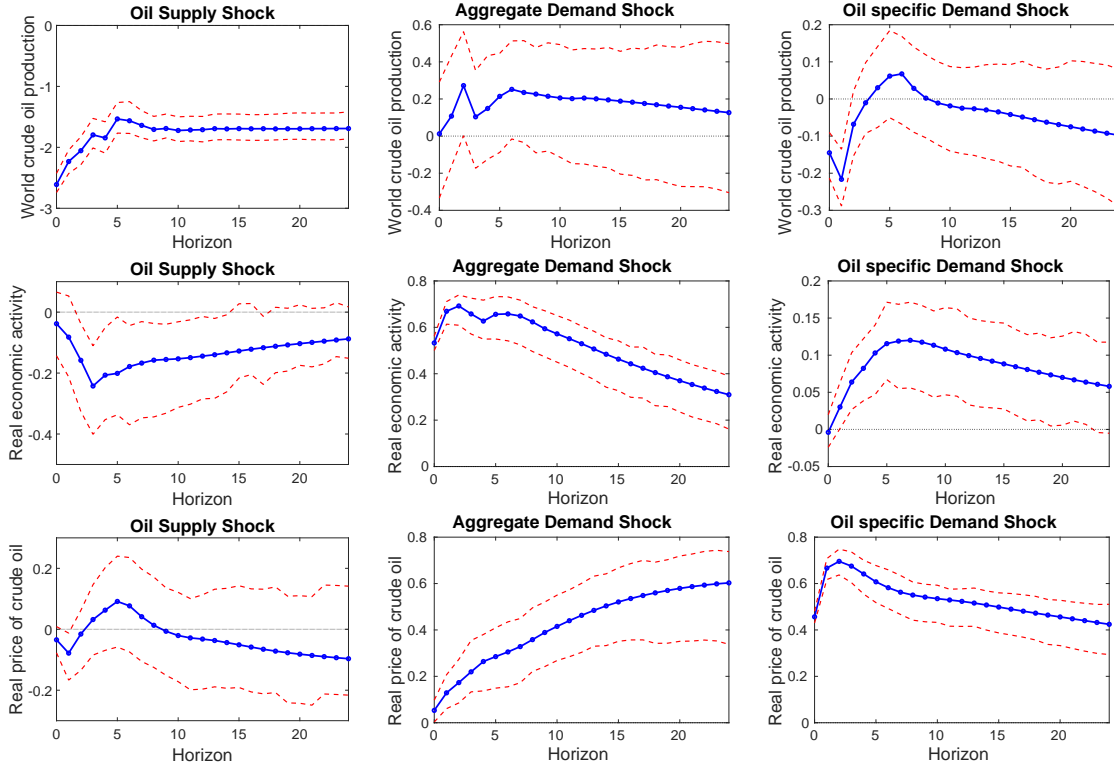 Oil Supply Shock
Aggregate Demand Shock
Oil specific Demand Shock
World crude oil production
0
-1
-2
-3
0 5 10 15 20
Horizon
World crude oil production
0.6
0.4
0.2
0
-0.2
-0.4
0 5 10 15 20
Horizon
World crude oil production
0.2
0.1
0
-0.1
-0.2
-0.3
0 5 10 15 20
Horizon
Oil Supply Shock
Aggregate Demand Shock
Oil specific Demand Shock
Real economic activity
0
-0.2
-0.4
0 5 10 15 20
Horizon
Real economic activity
0.8
0.6
0.4
0.2
0
0 5 10 15 20
Horizon
Real economic activity
0.2
0.15
0.1
0.05
0
-0.05
0 5 10 15 20
Horizon
Oil Supply Shock
Aggregate Demand Shock
Oil specific Demand Shock
Real price of crude oil
0.2
0
-0.2
0 5 10 15 20
Horizon
Real price of crude oil
0.8
0.6
0.4
0.2
0
0 5 10 15 20
Horizon
Real price of crude oil
0.8
0.6
0.4
0.2
0
0 5 10 15 20
Horizon